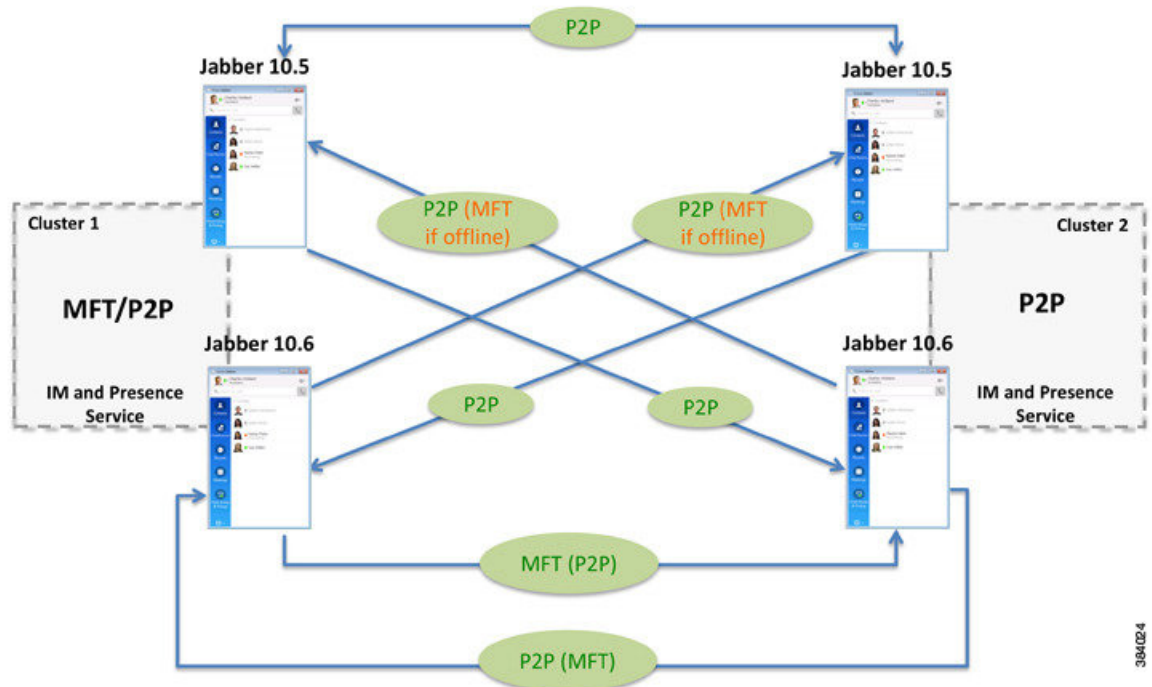 P2P
Jabber 10.5
Jabber 10.5
P2P (MFT
if offline)
P2P (MFT
if offline)
Cluster 1
Cluster 2
MFT/P2P
P2P
Jabber 10.6
Jabber 10.6
IM and Presence
Service
IM and Presence
Service
P2P
P2P
MFT (P2P)
P2P (MFT)
384024